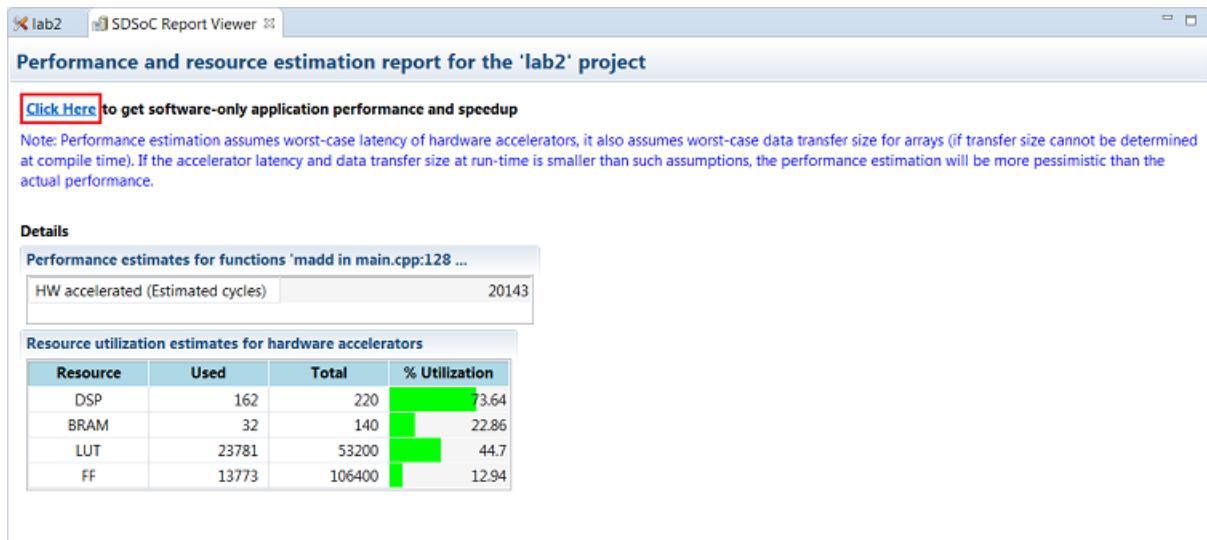 lab2 SDSoC Report Viewer
Performance and resource estimation report for the 'lab2' project
Click Here to get software-only application performance and speedup
Note: Performance estimation assumes worst-case latency of hardware accelerators, it also assumes worst-case data transfer size for arrays (if transfer size cannot be determined
at compile time). If the accelerator latency and data transfer size at run-time is smaller than such assumptions, the performance estimation will be more pessimistic than the
actual performance.
Details
Performance estimates for functions 'madd in main.cpp:128 ...
HW accelerated (Estimated cycles) 20143
Resource utilization estimates for hardware accelerators
Resource Used Total % Utilization
DSP 162 220 73.64
BRAM 32 140 22.86
LUT 23781 53200 44.7
FF 13773 106400 12.94